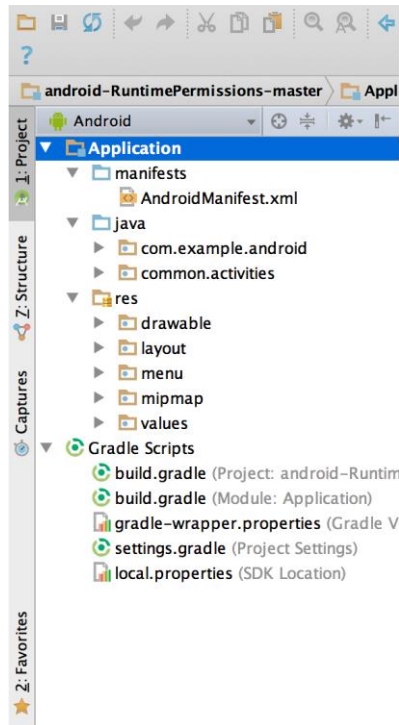 ?
android-RuntimePermissions-master
Appl
1: Project
Android
Application
manifests
AndroidManifest.xml
java
com.example.android
common.activities
res
drawable
layout
menu
mipmap
values
Gradle Scripts
build.gradle (Project: android-Runtim
build.gradle (Module: Application)
gradle-wrapper.properties (Gradle V
settings.gradle (Project Settings)
local.properties (SDK Location)
Z: Structure
Captures
2: Favorites